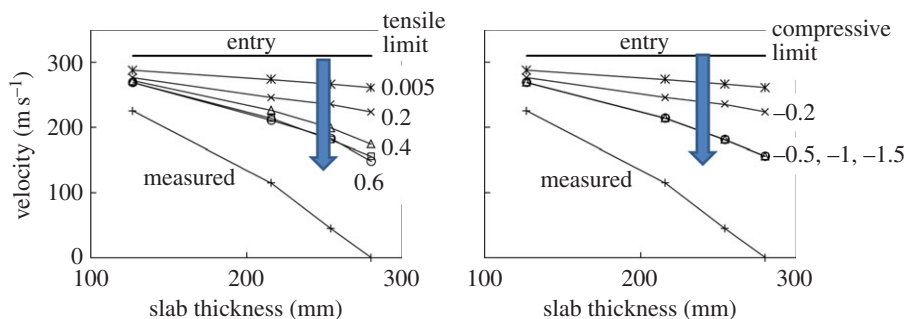 tensile
limit
entry
0.005
0.2
0.4
0.6
measured
300
200
100
0
velocity (m s⁻¹)
100
200
300
slab thickness (mm)
compressive
limit
entry
–0.2
–0.5, –1, –1.5
measured
100
200
300
slab thickness (mm)